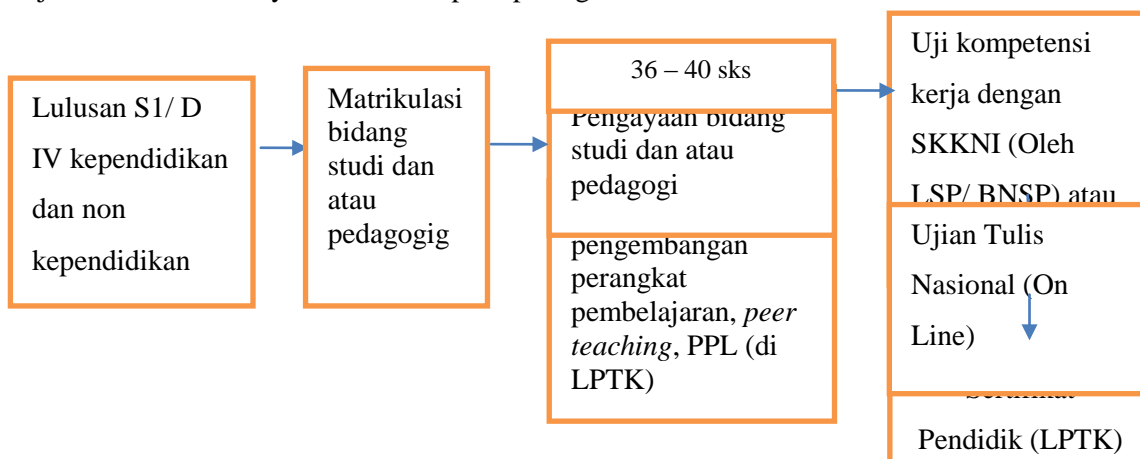 Lulusan S1/ D
IV kependidikan
dan non
kependidikan
Matrikulasi
bidang
studi dan
atau
pedagogig
36 – 40 sks
Pengayaan bidang
studi dan atau
pedagogi
pengembangan
perangkat
pembelajaran, peer
teaching, PPL (di
LPTK)
Uji kompetensi
kerja dengan
SKKNI (Oleh
LSP/ BNSP) atau
Ujian Tulis
Nasional (On
Line)
Sertifikat
Pendidik (LPTK)